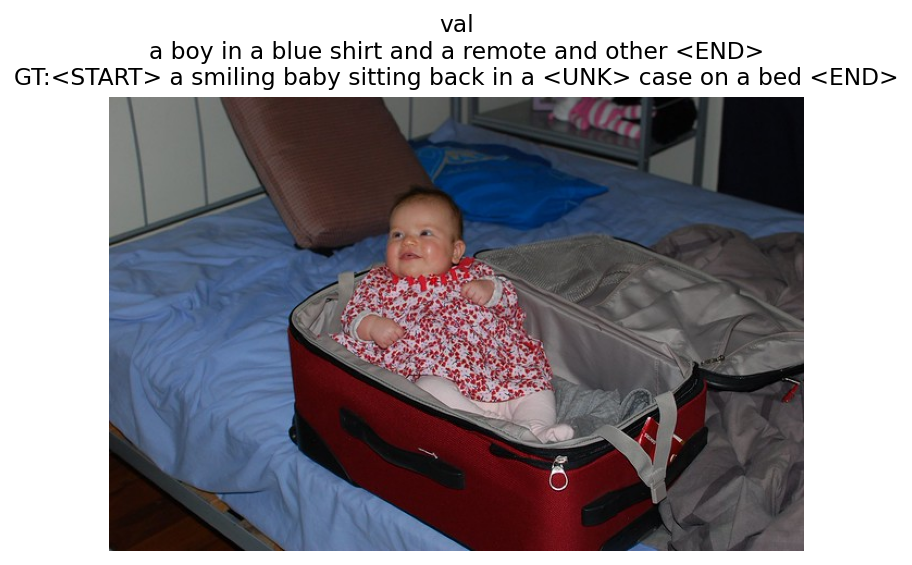 val
a boy in a blue shirt and a remote and other <END>
GT:<START> a smiling baby sitting back in a <UNK> case on a bed <END>